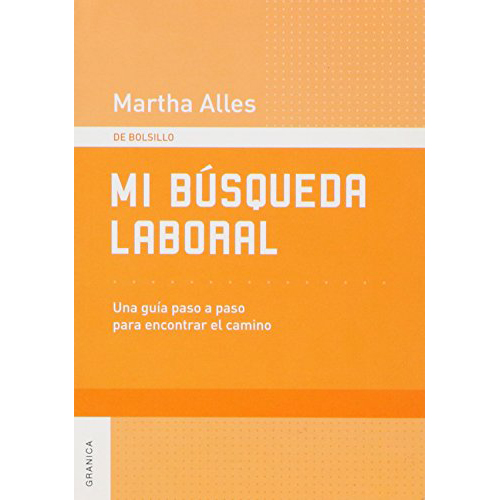 Martha Alles
DE BOLSILLO
MI BÚSQUEDA
LABORAL
Una guía paso a paso
para encontrar el camino
GRANICA